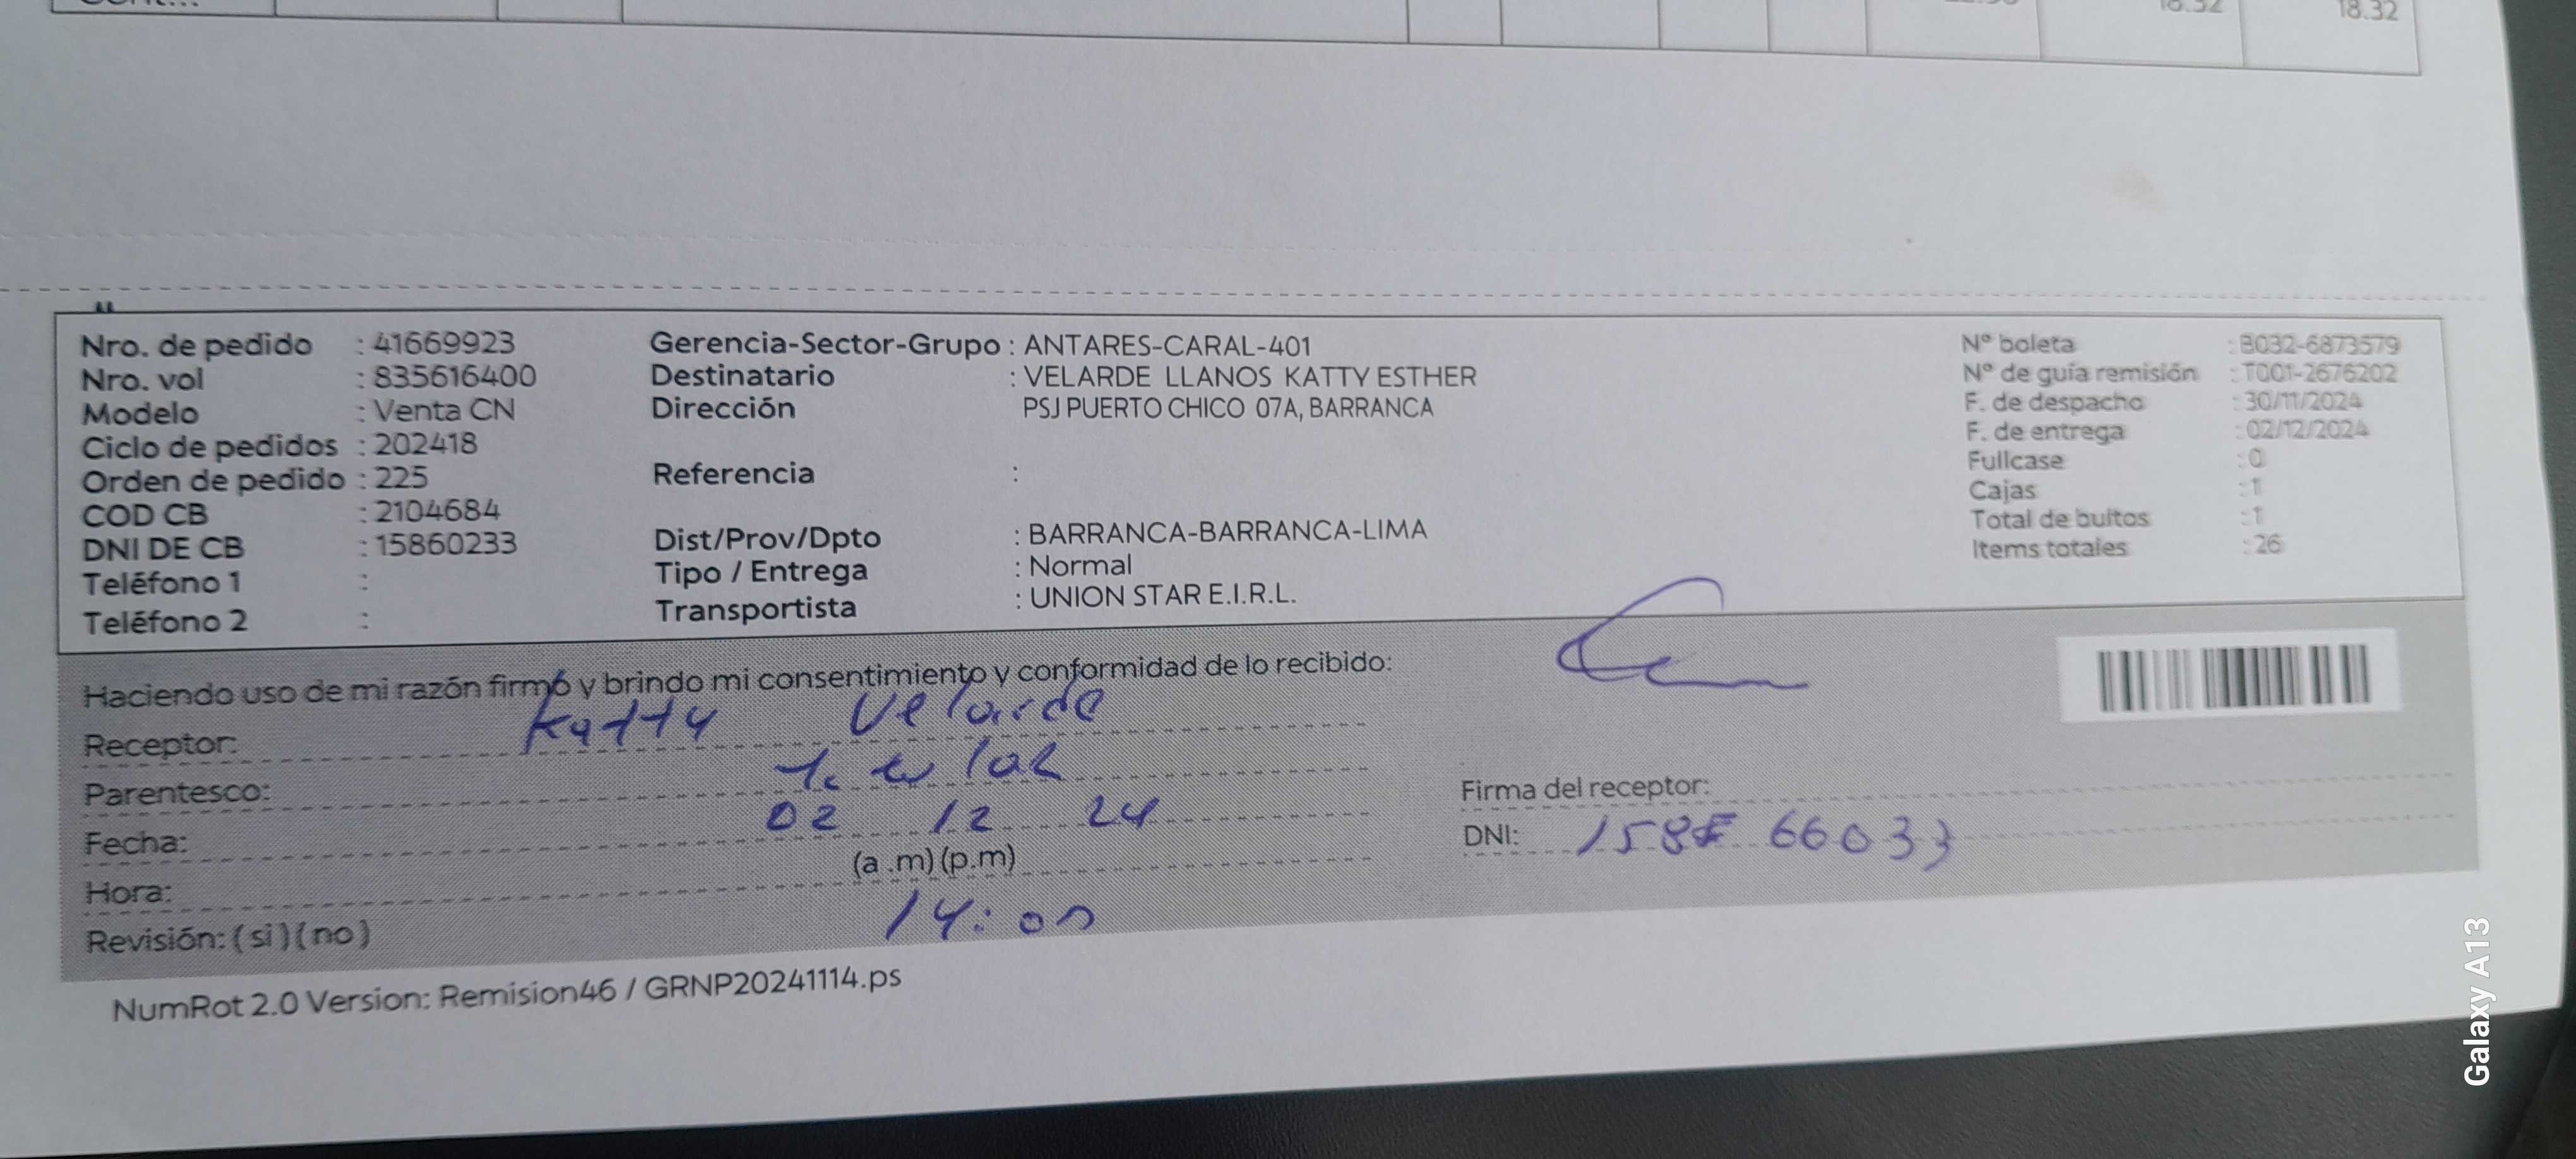 18.32 18.32
Nro. de pedido : 41669923
Nro. vol : 835616400
Modelo : Venta CN
Ciclo de pedidos : 202418
Orden de pedido : 225
COD CB : 2104684
DNI DE CB : 15860233
Teléfono 1 :
Teléfono 2 :
Gerencia-Sector-Grupo : ANTARES-CARAL-401
Destinatario : VELARDE LLANOS KATTY ESTHER
Dirección PSJ PUERTO CHICO 07A, BARRANCA
Referencia :
Dist/Prov/Dpto : BARRANCA-BARRANCA-LIMA
Tipo / Entrega : Normal
Transportista : UNION STAR E.I.R.L.
Nº boleta : B032-6873579
Nº de guía remisión : T001-2676202
F. de despacho : 30/11/2024
F. de entrega : 02/12/2024
Fullcase : 0
Cajas : 1
Total de bultos : 1
Items totales : 26
Haciendo uso de mi razón firmó y brindo mi consentimiento y conformidad de lo recibido:
Receptor: Katty Velarde
Parentesco: Titular
Fecha: 02 12 24
Hora: (a .m) (p.m)
14:00
Revisión: ( si ) ( no )
Firma del receptor:
DNI:
NumRot 2.0 Version: Remision46 / GRNP20241114.ps
Galaxy A13